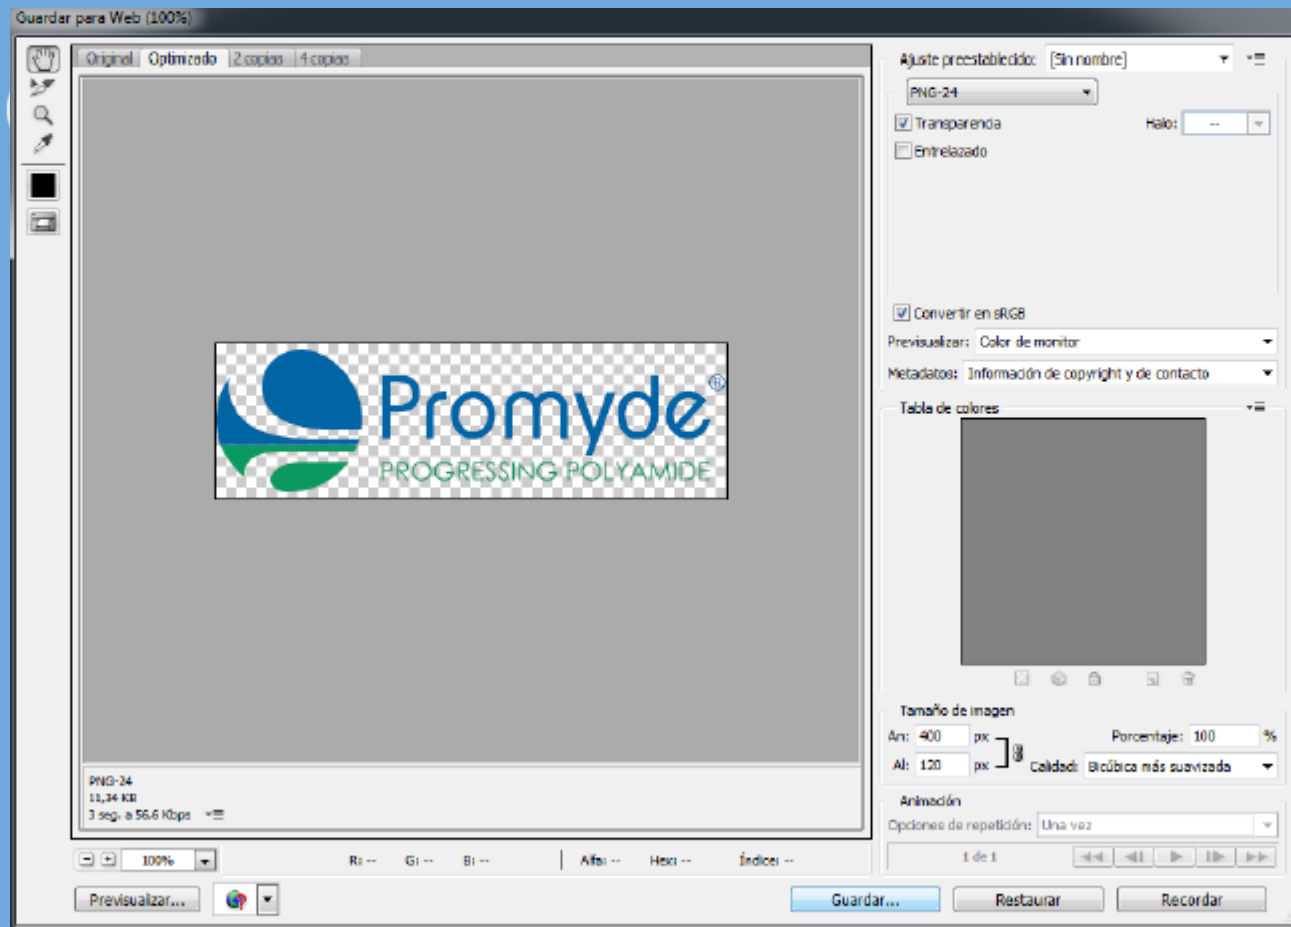 Guardar para Web (100%)
Original Optimizado 2 copias 4 copias
Ajuste preestablecido: [Sin nombre]
PNG-24
Transparencia Halo: --
Entrelazado
Convertir en sRGB
Previsualizar: Color de monitor
Metadatos: Información de copyright y de contacto
Tabla de colores
Promyde®
PROGRESSING POLYAMIDE
Tamaño de imagen
An: 400 px Porcentaje: 100 %
Al: 120 px Calidad: Bicúbica más suavizada
PNG-24
11,34 KB
3 seg. a 56.6 Kbps
Animación
Opciones de repetición: Una vez
1 de 1
100% R: -- G: -- B: -- Alfa: -- Hex: -- Índice: --
Previsualizar... Guardar... Restaurar Recordar